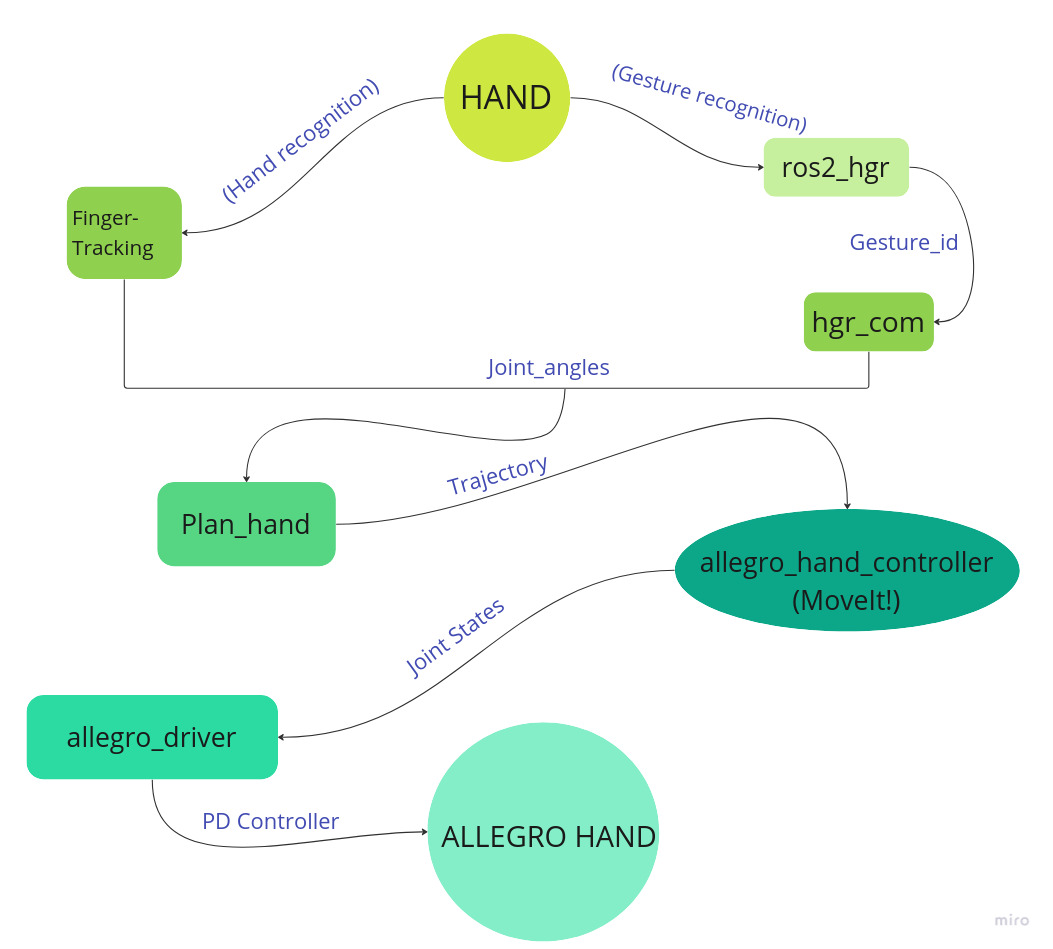 HAND
(Hand recognition)
(Gesture recognition)
ros2_hgr
Finger-
Tracking
Gesture_id
hgr_com
Joint_angles
Trajectory
Plan_hand
allegro_hand_controller
(MoveIt!)
Joint States
allegro_driver
PD Controller
ALLEGRO HAND
miro